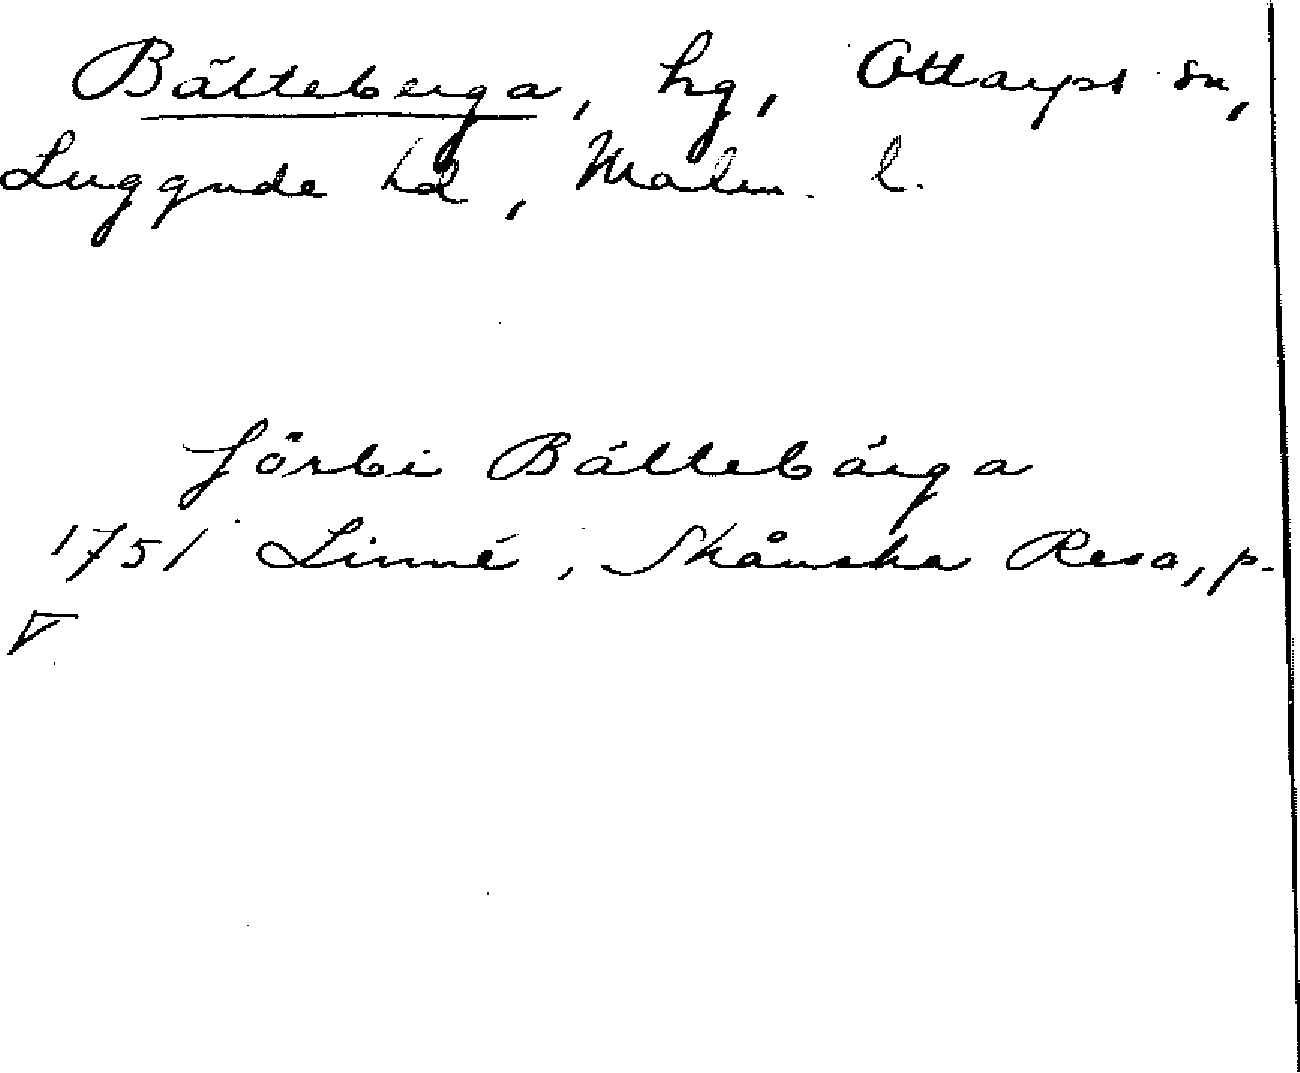 Bälteberga, hg, Ottarps sn,
Luggude hd, Malm. l.
förbi Bältebärga
1751 Linné, Skånska Resa, p.
V